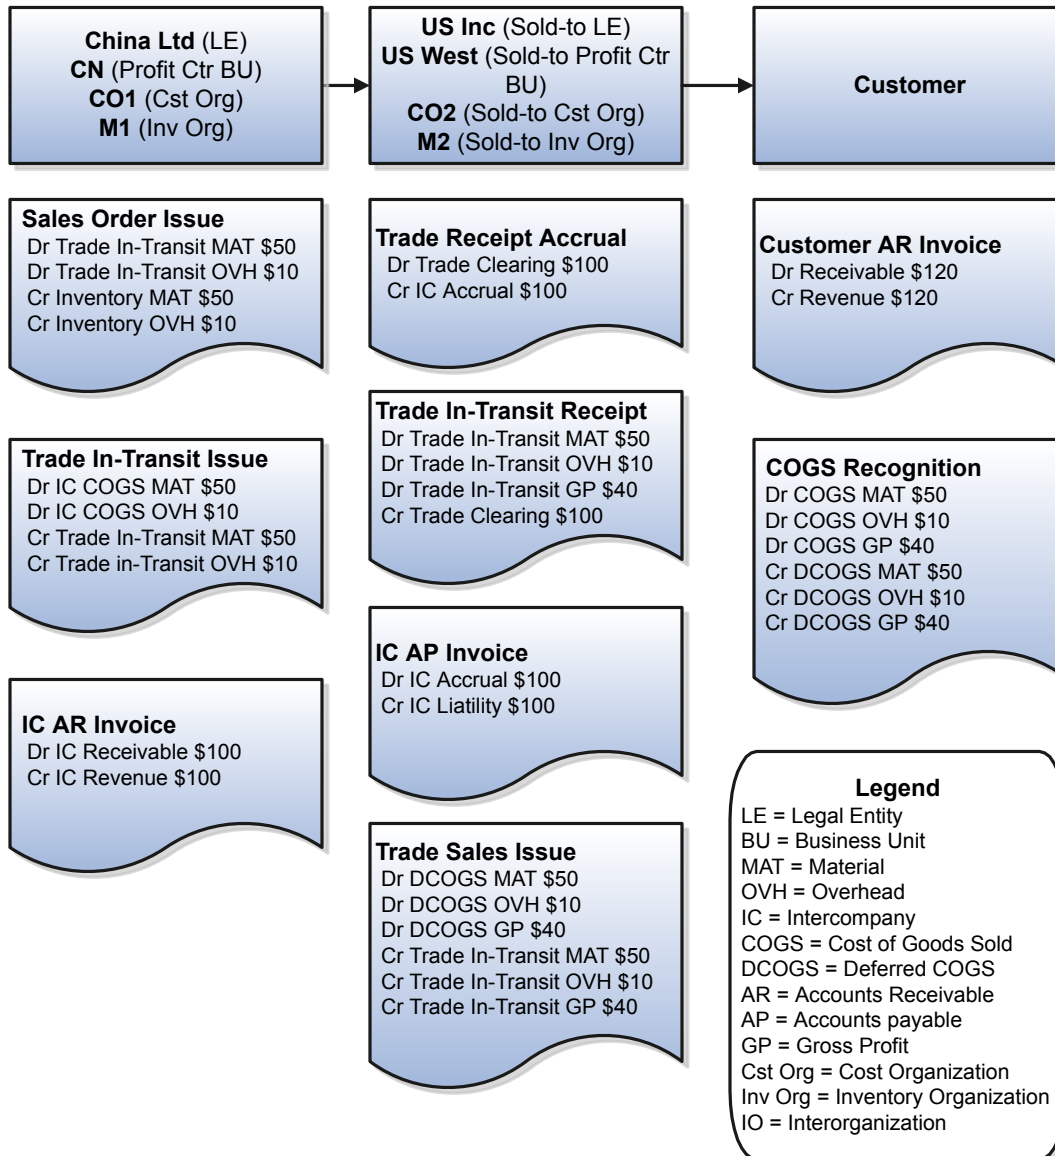 China Ltd (LE)
CN (Profit Ctr BU)
CO1 (Cst Org)
M1 (Inv Org)
US Inc (Sold-to LE)
US West (Sold-to Profit Ctr
BU)
CO2 (Sold-to Cst Org)
M2 (Sold-to Inv Org)
Customer
Sales Order Issue
Dr Trade In-Transit MAT $50
Dr Trade In-Transit OVH $10
Cr Inventory MAT $50
Cr Inventory OVH $10
Trade In-Transit Issue
Dr IC COGS MAT $50
Dr IC COGS OVH $10
Cr Trade In-Transit MAT $50
Cr Trade in-Transit OVH $10
IC AR Invoice
Dr IC Receivable $100
Cr IC Revenue $100
Trade Receipt Accrual
Dr Trade Clearing $100
Cr IC Accrual $100
Trade In-Transit Receipt
Dr Trade In-Transit MAT $50
Dr Trade In-Transit OVH $10
Dr Trade In-Transit GP $40
Cr Trade Clearing $100
IC AP Invoice
Dr IC Accrual $100
Cr IC Liatility $100
Trade Sales Issue
Dr DCOGS MAT $50
Dr DCOGS OVH $10
Dr DCOGS GP $40
Cr Trade In-Transit MAT $50
Cr Trade In-Transit OVH $10
Cr Trade In-Transit GP $40
Customer AR Invoice
Dr Receivable $120
Cr Revenue $120
COGS Recognition
Dr COGS MAT $50
Dr COGS OVH $10
Dr COGS GP $40
Cr DCOGS MAT $50
Cr DCOGS OVH $10
Cr DCOGS GP $40
Legend
LE = Legal Entity
BU = Business Unit
MAT = Material
OVH = Overhead
IC = Intercompany
COGS = Cost of Goods Sold
DCOGS = Deferred COGS
AR = Accounts Receivable
AP = Accounts payable
GP = Gross Profit
Cst Org = Cost Organization
Inv Org = Inventory Organization
IO = Interorganization